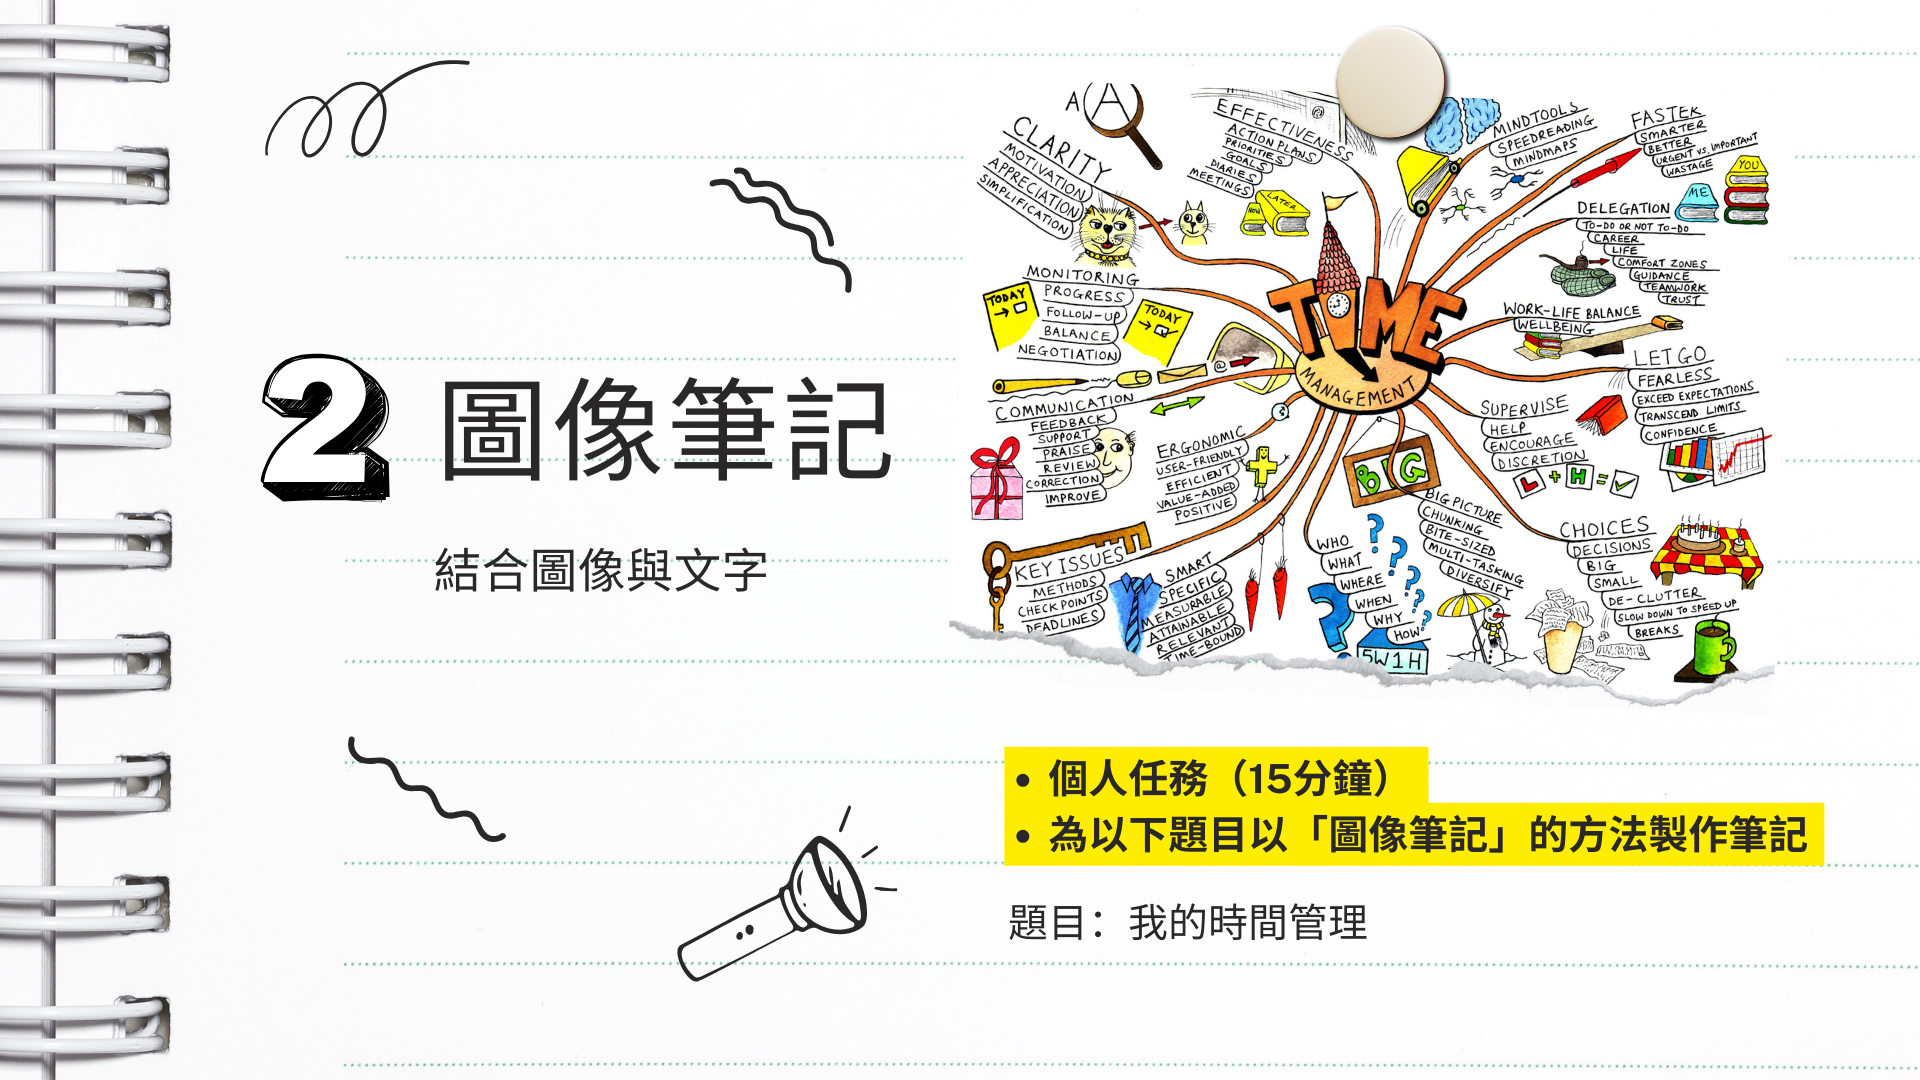 2 圖像筆記
結合圖像與文字
A
CLARITY
MOTIVATION
APPRECIATION
SIMPLIFICATION
EFFECTIVENESS
ACTION PLANS
PRIORITIES
GOALS
DIARIES
MEETINGS
NOW
LATER
MINDTOOLS
SPEEDREADING
MINDMAPS
FASTER
SMARTER
BETTER
URGENT VS. IMPORTANT
WASTAGE
YOU
ME
DELEGATION
TO-DO OR NOT TO-DO
CAREER
LIFE
COMFORT ZONES
GUIDANCE
TEAMWORK
TRUST
MONITORING
PROGRESS
FOLLOW-UP
BALANCE
NEGOTIATION
TODAY
TODAY
TIME
MANAGEMENT
WORK-LIFE BALANCE
WELLBEING
LET GO
FEARLESS
EXCEED EXPECTATIONS
TRANSCEND LIMITS
CONFIDENCE
@
COMMUNICATION
FEEDBACK
SUPPORT
PRAISE
REVIEW
CORRECTION
IMPROVE
ERGONOMIC
USER-FRIENDLY
EFFICIENT
VALUE-ADDED
POSITIVE
BIG
SUPERVISE
HELP
ENCOURAGE
DISCRETION
L + H = ✓
KEY ISSUES
METHODS
CHECKPOINTS
DEADLINES
SMART
SPECIFIC
MEASURABLE
ATTAINABLE
RELEVANT
TIME-BOUND
WHO
WHAT
WHERE
WHEN
WHY
HOW
5W1H
BIG PICTURE
CHUNKING
BITE-SIZED
MULTI-TASKING
DIVERSIFY
CHOICES
DECISIONS
BIG
SMALL
DE-CLUTTER
SLOW DOWN TO SPEED UP
BREAKS
• 個人任務（15分鐘）
• 為以下題目以「圖像筆記」的方法製作筆記
題目：我的時間管理